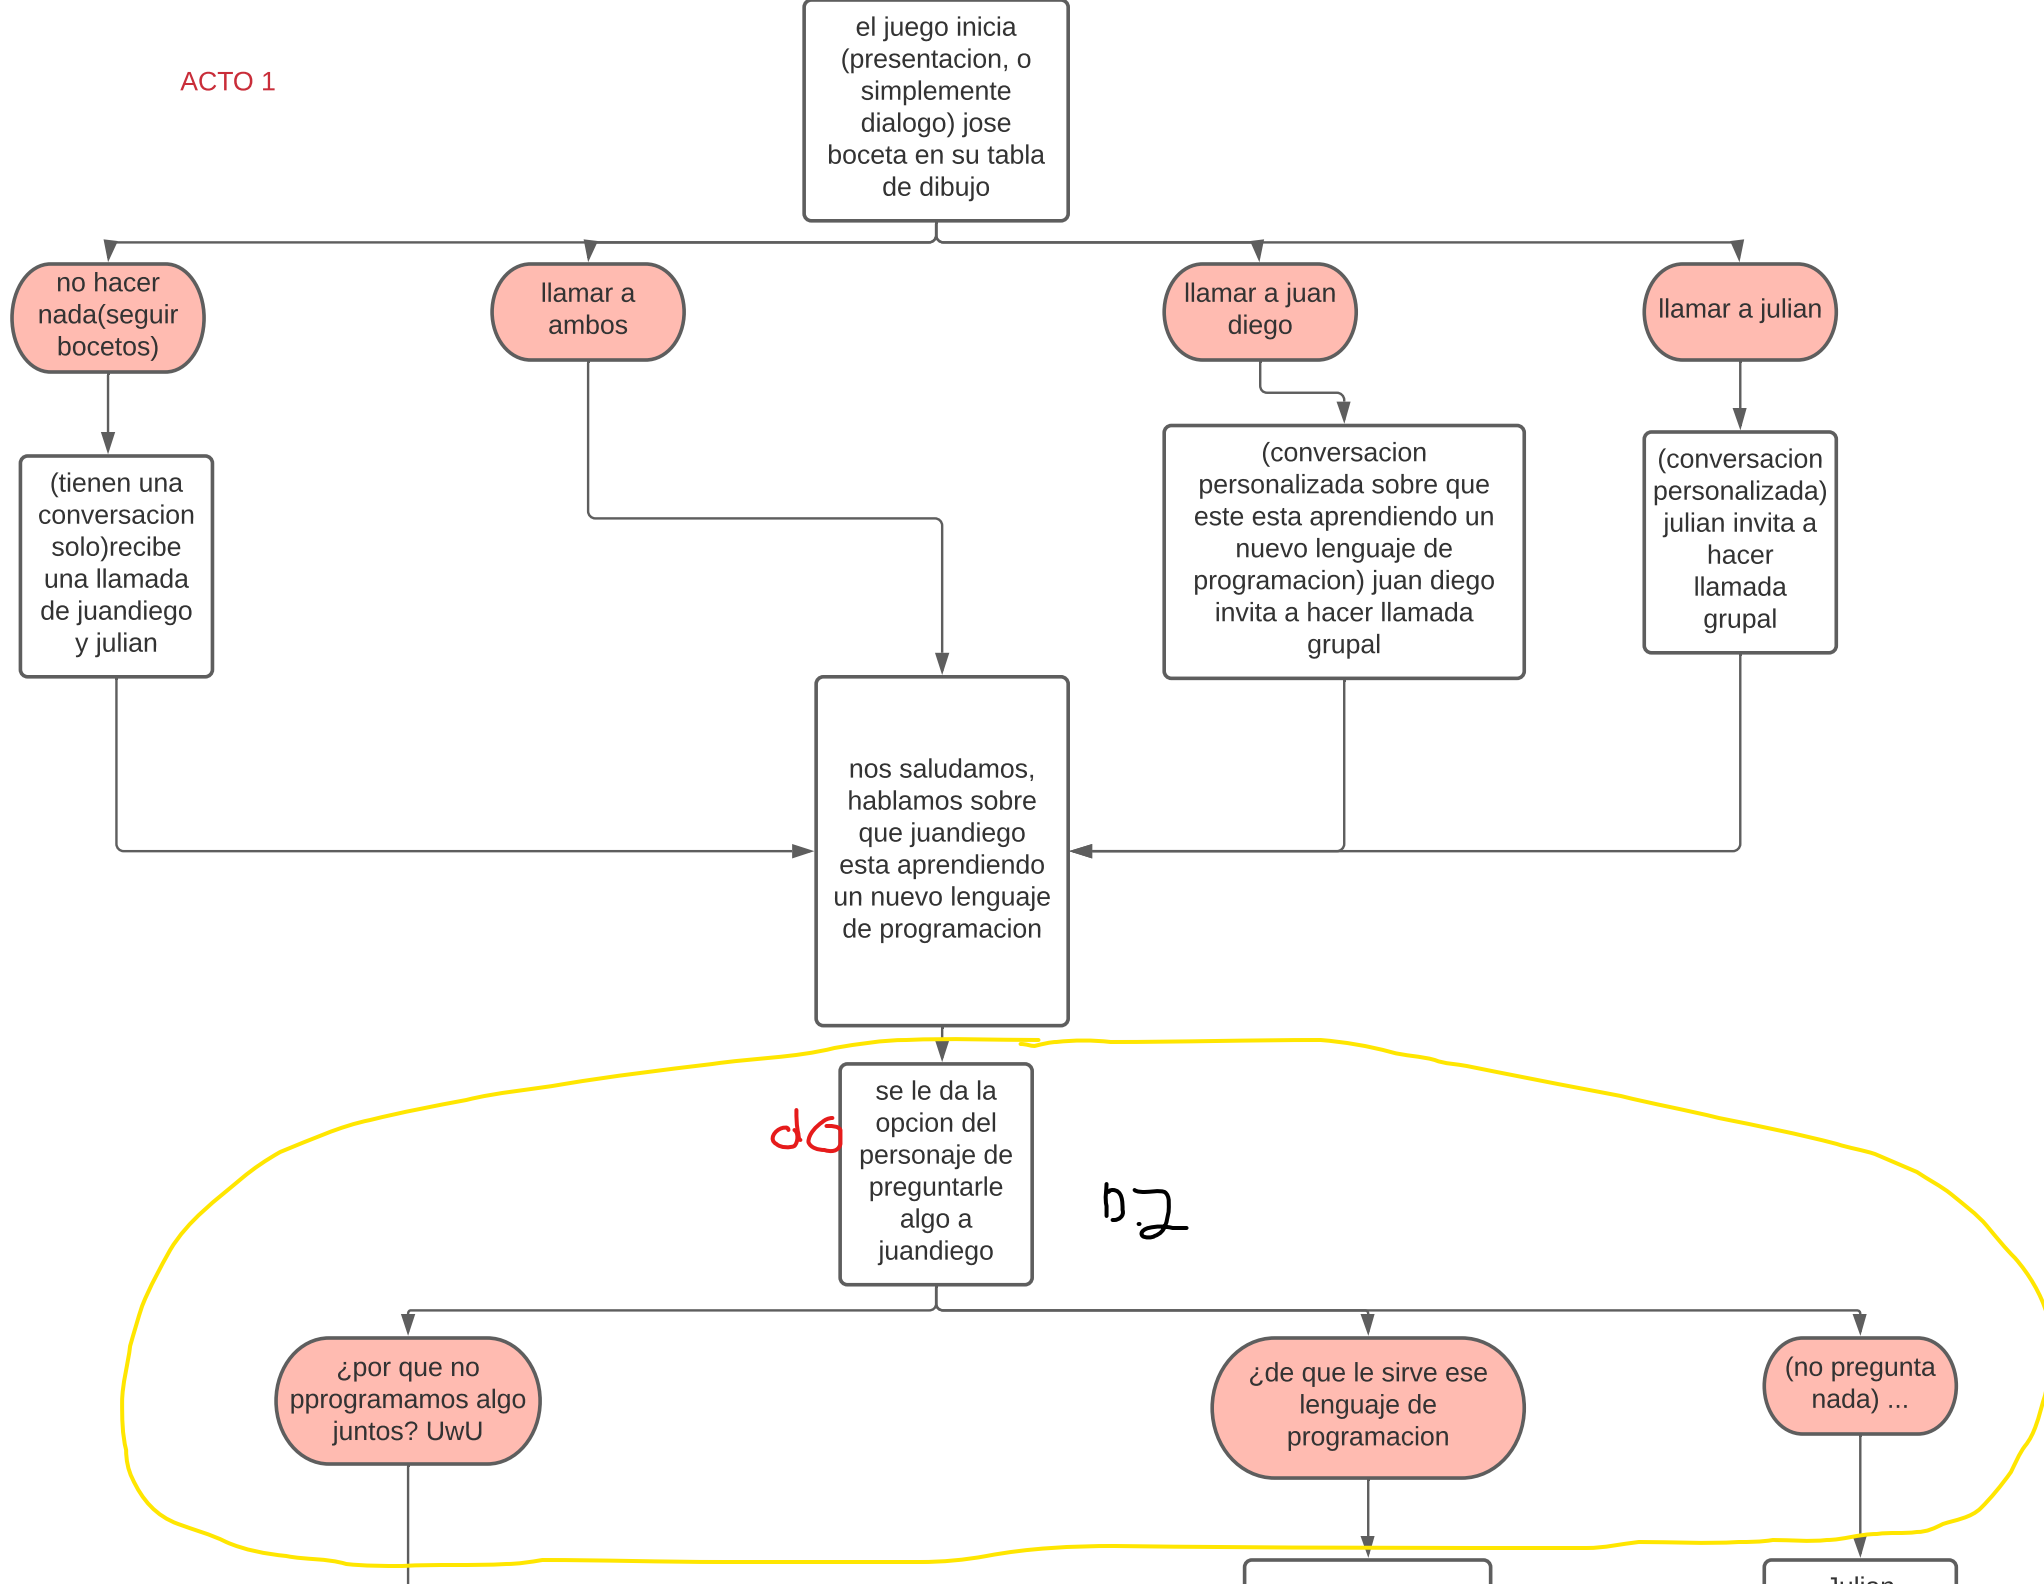 el juego inicia
(presentacion, o
simplemente
dialogo) jose
boceta en su tabla
de dibujo
ACTO 1
no hacer
nada(seguir
bocetos)
llamar a
ambos
llamar a juan
diego
llamar a julian
(tienen una
conversacion
solo)recibe
una llamada
de juandiego
y julian
(conversacion
personalizada sobre que
este esta aprendiendo un
nuevo lenguaje de
programacion) juan diego
invita a hacer llamada
grupal
(conversacion
personalizada)
julian invita a
hacer
llamada
grupal
nos saludamos,
hablamos sobre
que juandiego
esta aprendiendo
un nuevo lenguaje
de programacion
se le da la
opcion del
personaje de
preguntarle
algo a
juandiego
¿por que no
pprogramamos algo
juntos? UwU
¿de que le sirve ese
lenguaje de
programacion
(no pregunta
nada) ...
Julian